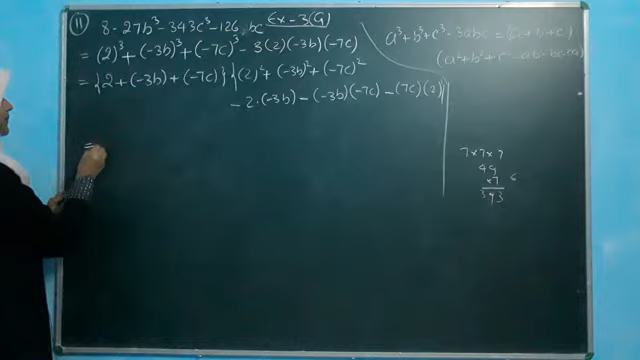 (11) 8 - 27b³ - 343c³ - 126 bc Ex - 3(G)
= (2)³ + (-3b)³ + (-7c)³ - 3(2)(-3b)(-7c)
= {2 + (-3b) + (-7c)} {(2)² + (-3b)² + (-7c)²
- 2·(-3b) - (-3b)(-7c) - (7c)(2)}
=
a³ + b³ + c³ - 3abc = (a + b + c)
(a² + b² + c² - ab - bc - ca)
7 × 7 × 7
49
× 7
343